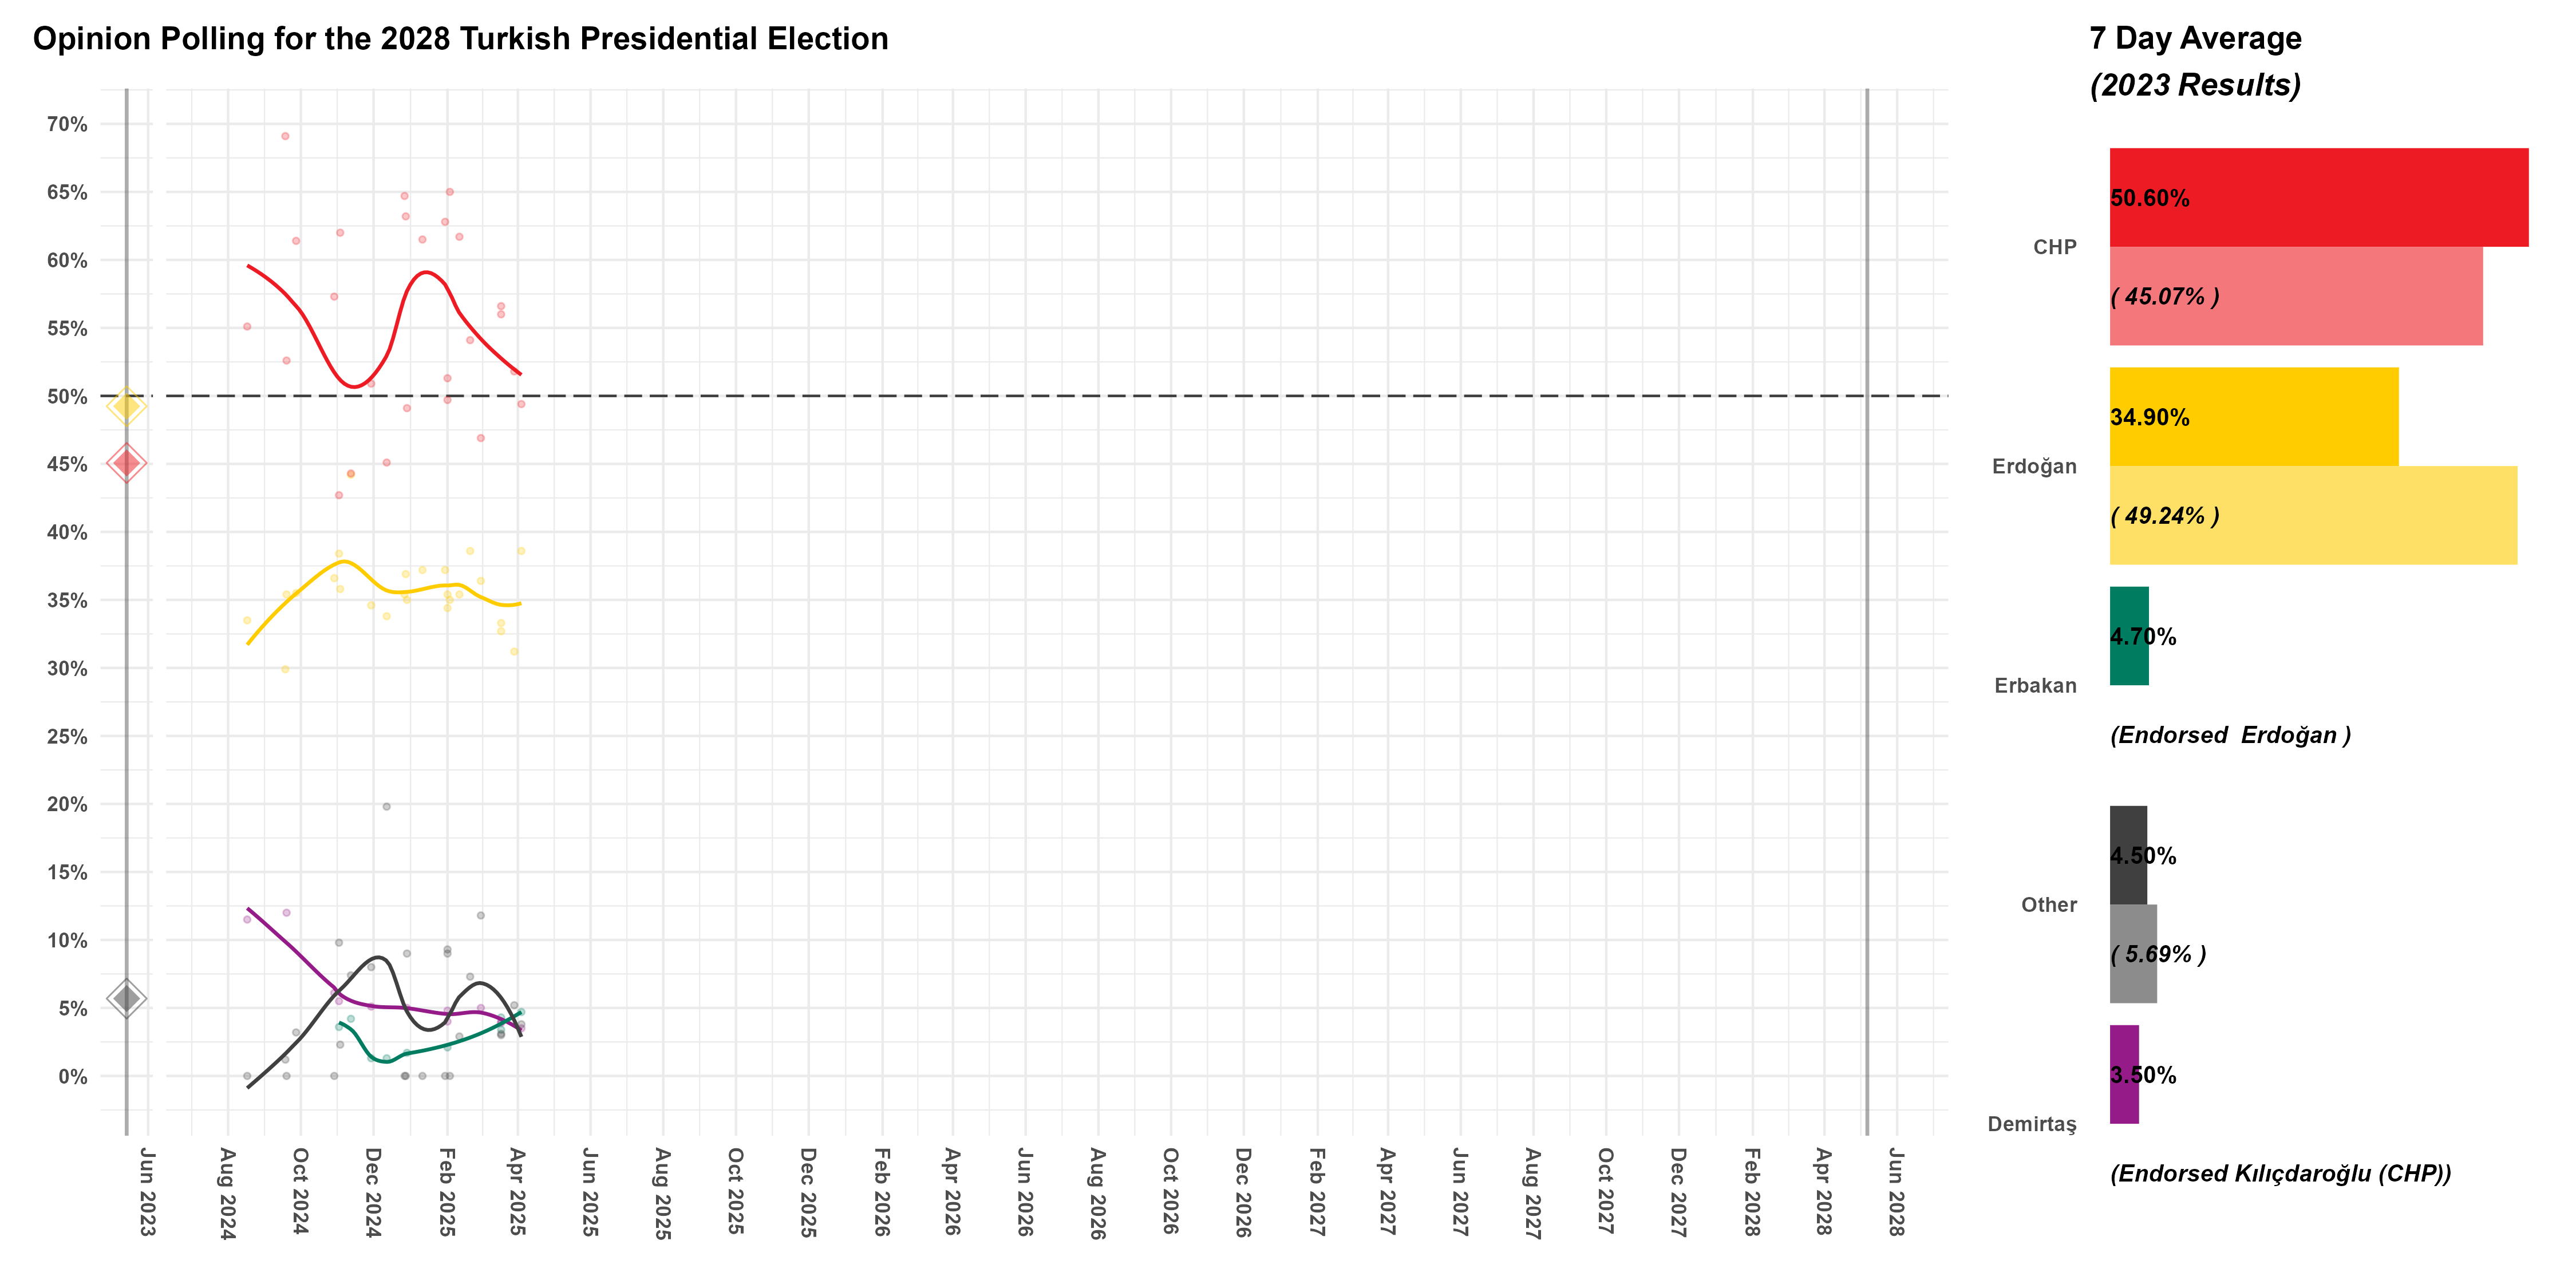 Opinion Polling for the 2028 Turkish Presidential Election
70%
65%
60%
55%
50%
45%
40%
35%
30%
25%
20%
15%
10%
5%
0%
Jun 2023
Aug 2024
Oct 2024
Dec 2024
Feb 2025
Apr 2025
Jun 2025
Aug 2025
Oct 2025
Dec 2025
Feb 2026
Apr 2026
Jun 2026
Aug 2026
Oct 2026
Dec 2026
Feb 2027
Apr 2027
Jun 2027
Aug 2027
Oct 2027
Dec 2027
Feb 2028
Apr 2028
Jun 2028
7 Day Average
(2023 Results)
CHP
50.60%
( 45.07% )
Erdoğan
34.90%
( 49.24% )
Erbakan
4.70%
(Endorsed  Erdoğan )
Other
4.50%
( 5.69% )
Demirtaş
3.50%
(Endorsed Kılıçdaroğlu (CHP))